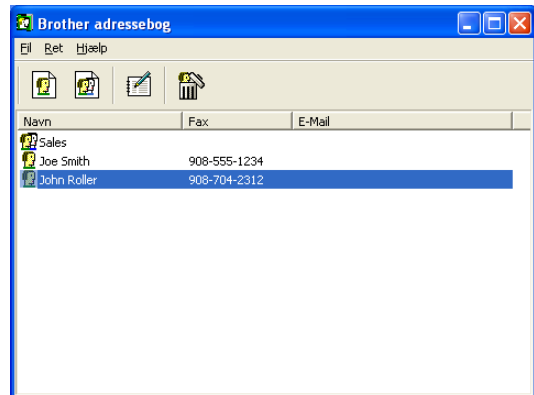 Brother adressebog
Fil Ret Hjælp
Navn Fax E-Mail
Sales
Joe Smith 908-555-1234
John Roller 908-704-2312